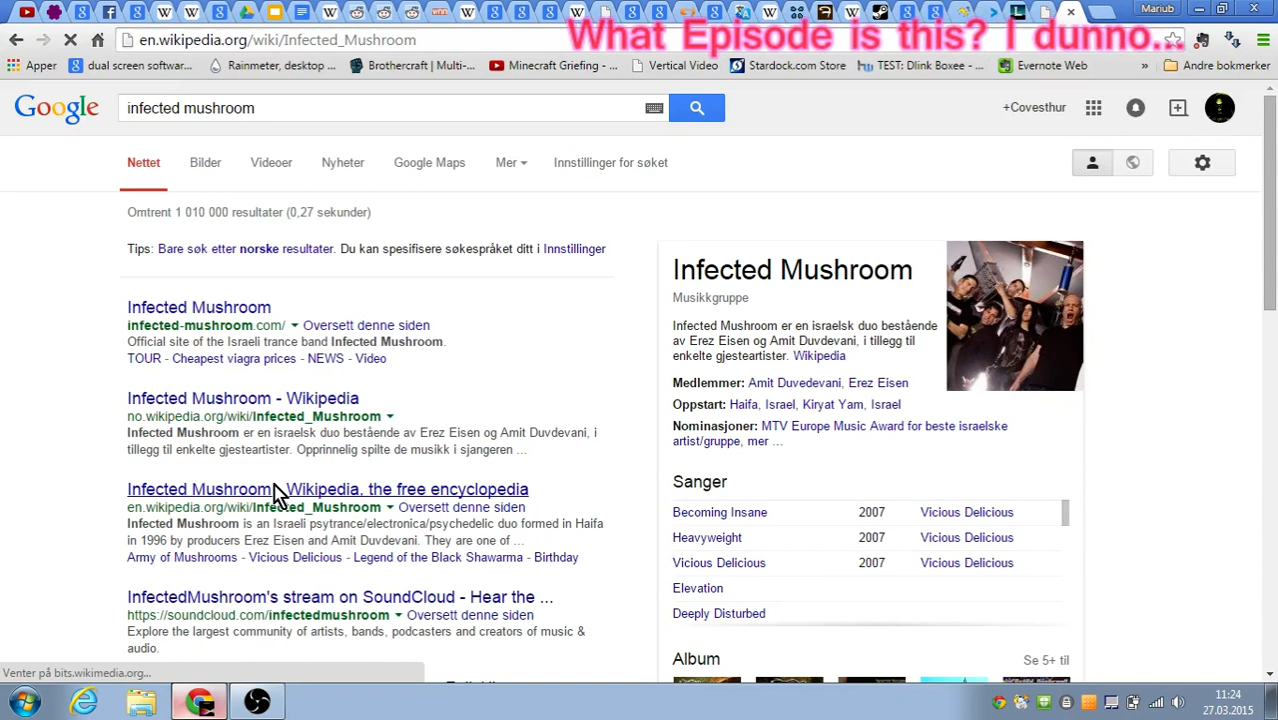 What Episode is this? I dunno...
Mariub
en.wikipedia.org/wiki/Infected_Mushroom
Apper
dual screen softwar...
Rainmeter, desktop ...
Brothercraft | Multi-...
Minecraft Griefing - ...
Vertical Video
Stardock.com Store
TEST: Dlink Boxee - ...
Evernote Web
»
Andre bokmerker
Google
infected mushroom
+Covesthur
Nettet
Bilder
Videoer
Nyheter
Google Maps
Mer
Innstillinger for søket
Omtrent 1 010 000 resultater (0,27 sekunder)
Tips: Bare søk etter norske resultater. Du kan spesifisere søkespråket ditt i Innstillinger
Infected Mushroom
infected-mushroom.com/ Oversett denne siden
Official site of the Israeli trance band Infected Mushroom.
TOUR - Cheapest viagra prices - NEWS - Video
Infected Mushroom - Wikipedia
no.wikipedia.org/wiki/Infected_Mushroom
Infected Mushroom er en israelsk duo bestående av Erez Eisen og Amit Duvdevani, i
tillegg til enkelte gjesteartister. Opprinnelig spilte de musikk i sjangeren ...
Infected Mushroom - Wikipedia, the free encyclopedia
en.wikipedia.org/wiki/Infected_Mushroom Oversett denne siden
Infected Mushroom is an Israeli psytrance/electronica/psychedelic duo formed in Haifa
in 1996 by producers Erez Eisen and Amit Duvdevani. They are one of ...
Army of Mushrooms - Vicious Delicious - Legend of the Black Shawarma - Birthday
InfectedMushroom's stream on SoundCloud - Hear the ...
https://soundcloud.com/infectedmushroom Oversett denne siden
Explore the largest community of artists, bands, podcasters and creators of music &
audio.
Infected Mushroom
Musikkgruppe
Infected Mushroom er en israelsk duo bestående
av Erez Eisen og Amit Duvdevani, i tillegg til
enkelte gjesteartister. Wikipedia
Medlemmer: Amit Duvedevani, Erez Eisen
Oppstart: Haifa, Israel, Kiryat Yam, Israel
Nominasjoner: MTV Europe Music Award for beste israelske
artist/gruppe, mer ...
Sanger
Becoming Insane 2007 Vicious Delicious
Heavyweight 2007 Vicious Delicious
Vicious Delicious 2007 Vicious Delicious
Elevation
Deeply Disturbed
Album
Se 5+ til
Venter på bits.wikimedia.org...
11:24
27.03.2015